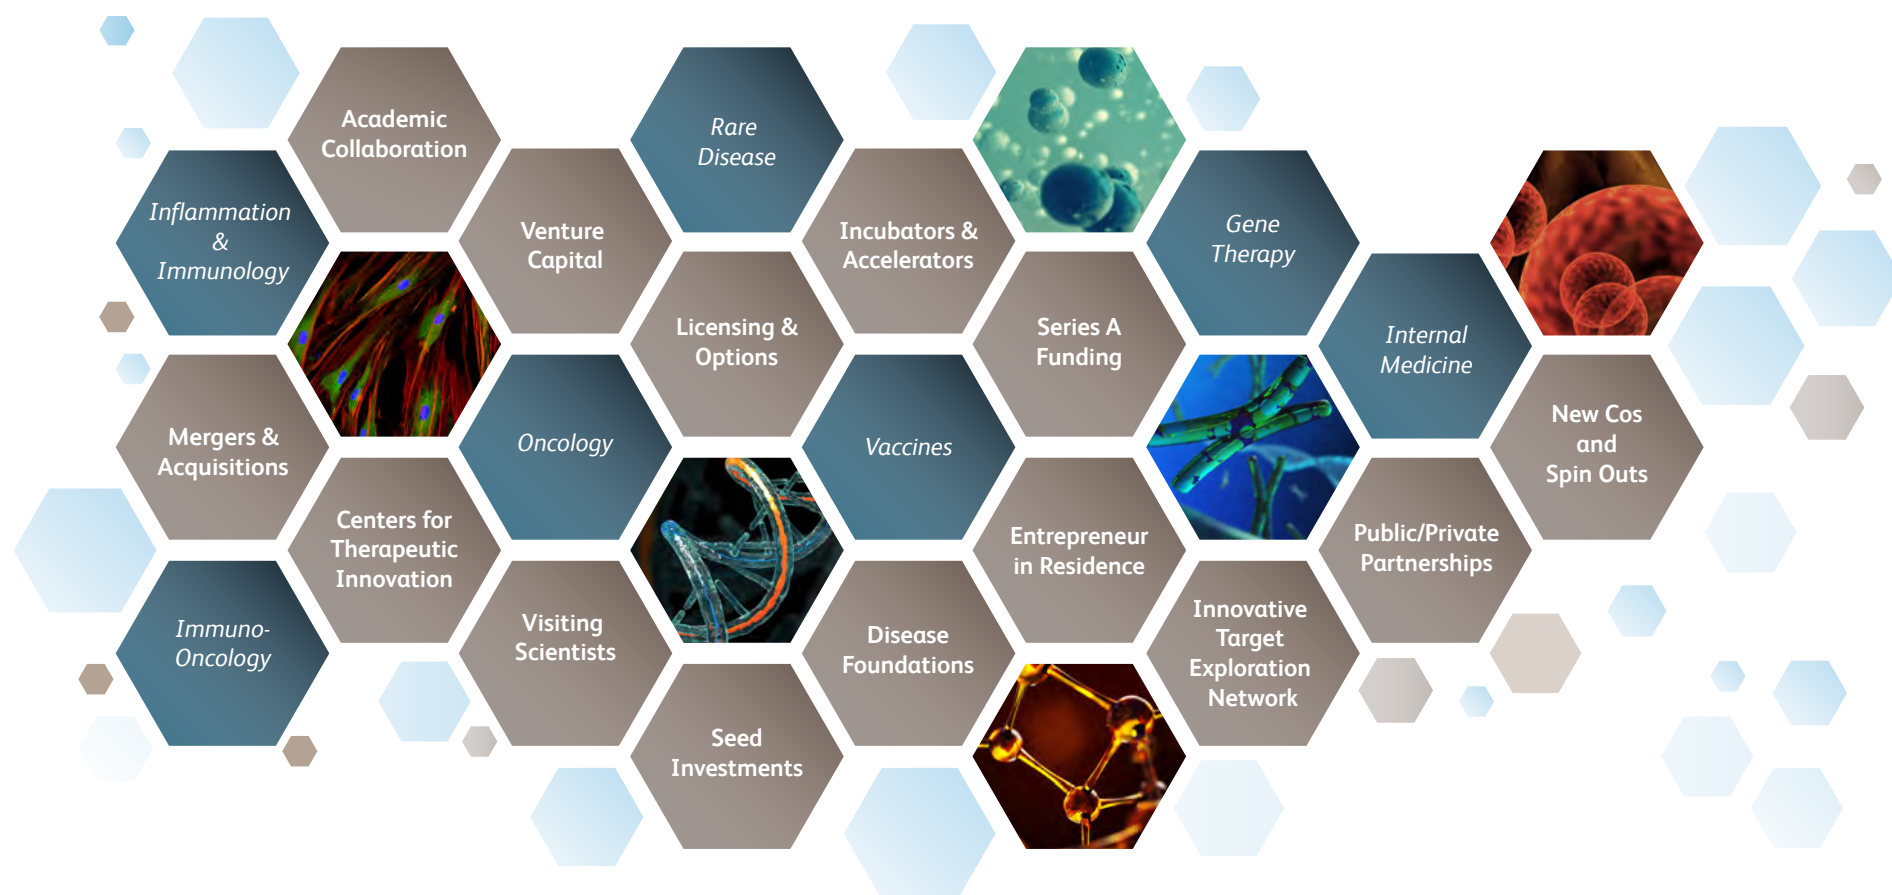 Academic
Collaboration
Rare
Disease
Inflammation
&
Immunology
Venture
Capital
Incubators &
Accelerators
Gene
Therapy
Licensing &
Options
Series A
Funding
Internal
Medicine
Mergers &
Acquisitions
Oncology
Vaccines
New Cos
and
Spin Outs
Centers for
Therapeutic
Innovation
Entrepreneur
in Residence
Public/Private
Partnerships
Immuno-
Oncology
Visiting
Scientists
Disease
Foundations
Innovative
Target
Exploration
Network
Seed
Investments